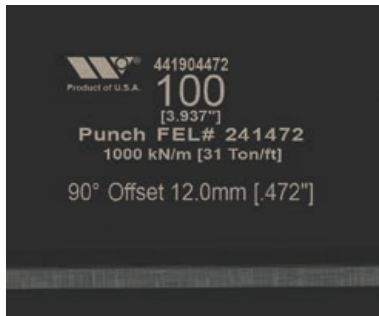 441904472
Product of U.S.A.
100
[3.937"]
Punch FEL# 241472
1000 kN/m [31 Ton/ft]
90° Offset 12.0mm [.472"]